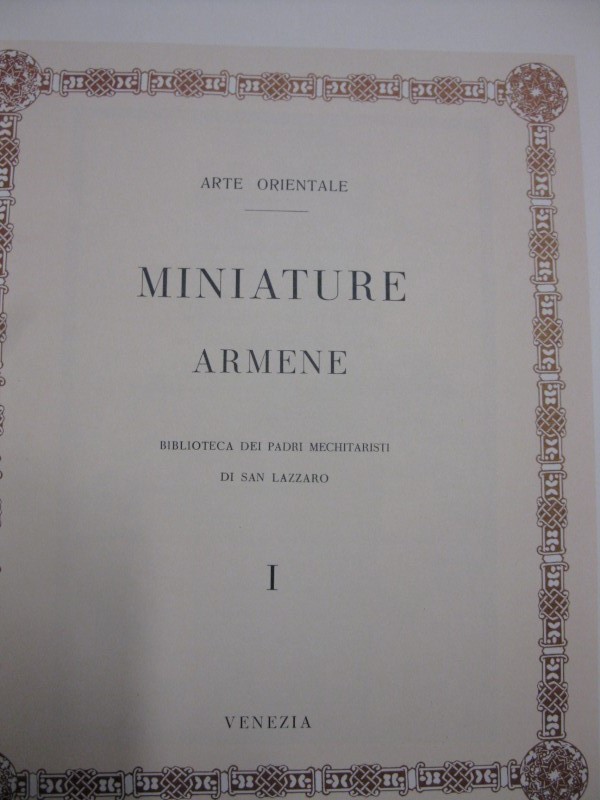 ARTE ORIENTALE
MINIATURE
ARMENE
BIBLIOTECA DEI PADRI MECHITARISTI
DI SAN LAZZARO
I
VENEZIA